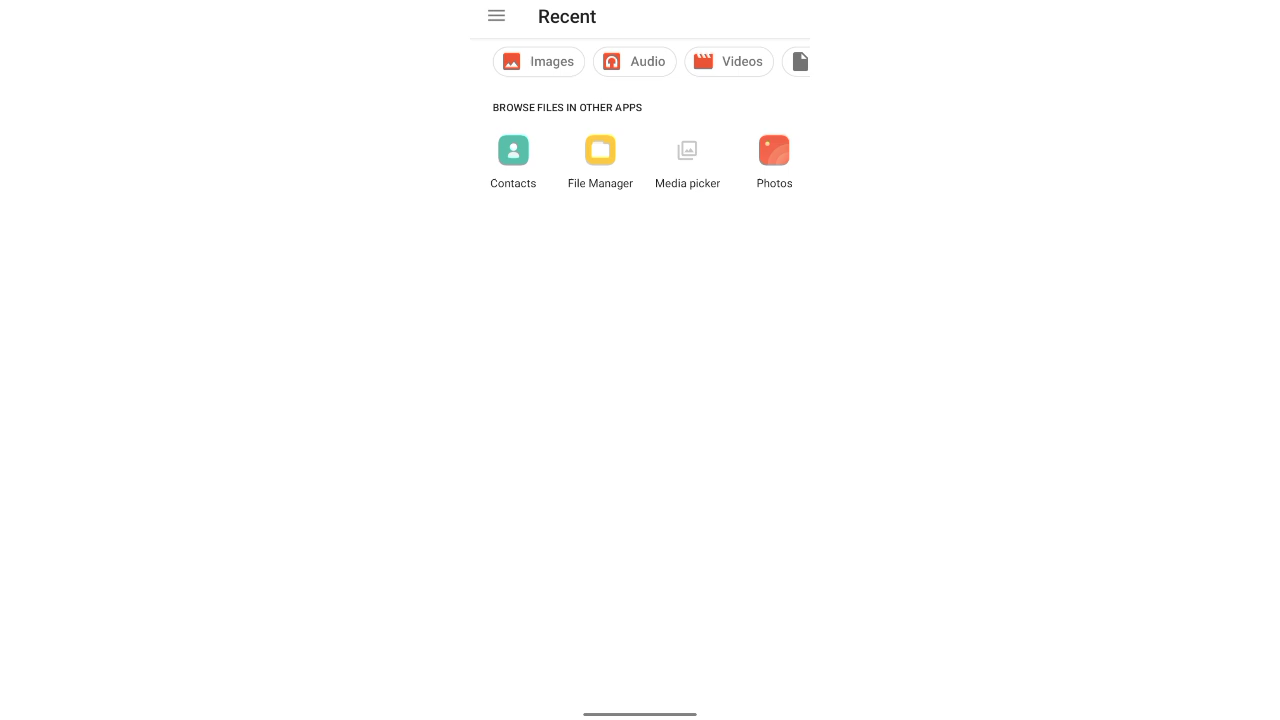 Recent
Images Audio Videos
BROWSE FILES IN OTHER APPS
Contacts File Manager Media picker Photos